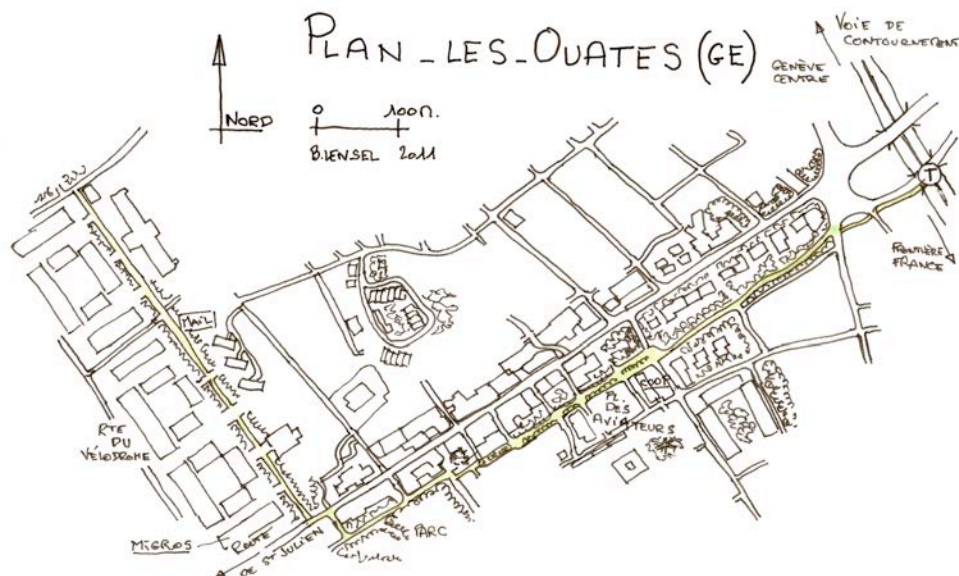 PLAN_LES_OUATES (GE)
VOIE DE
CONTOURNEMENT
GENÈVE
CENTRE
NORD
0 100m.
B.IENSEL 2011
T
FRONTIÈRE
FRANCE
MAIL
COOP
PL.
DES
AVIATEURS
RTE
DU
VÉLODROME
PARC
MIGROS
ROUTE
DE ST JULIEN